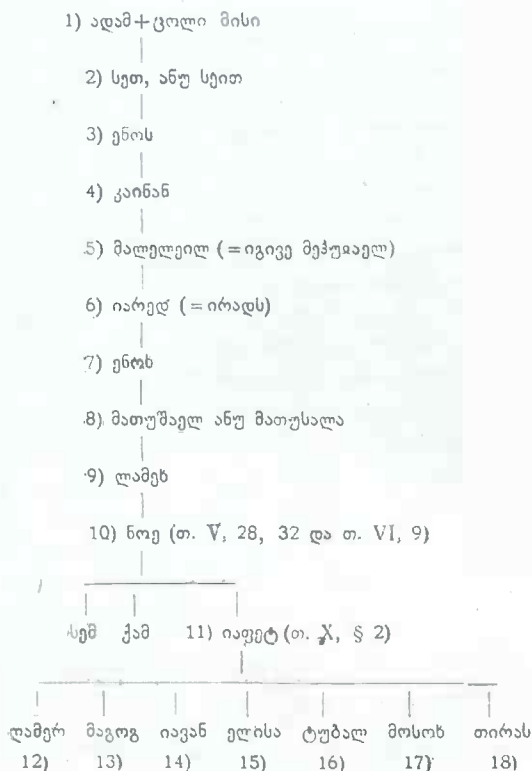 1) ადამ+ცოლი მისი
2) სეთ, ანუ სეით
3) ენოს
4) კაინან
5) მალელეილ (=იგივე მეჰუჲაელ)
6) იარედ (=ირადს)
7) ენოხ
8) მათუშაელ ანუ მათუსალა
9) ლამეხ
10) ნოე (თ. V, 28, 32 და თ. VI, 9)
სემ ქამ 11) იაფეტ (თ. X, § 2)
ღამერ მაგოგ იავან ელისა ტუბალ მოსოხ თირას
12) 13) 14) 15) 16) 17) 18)